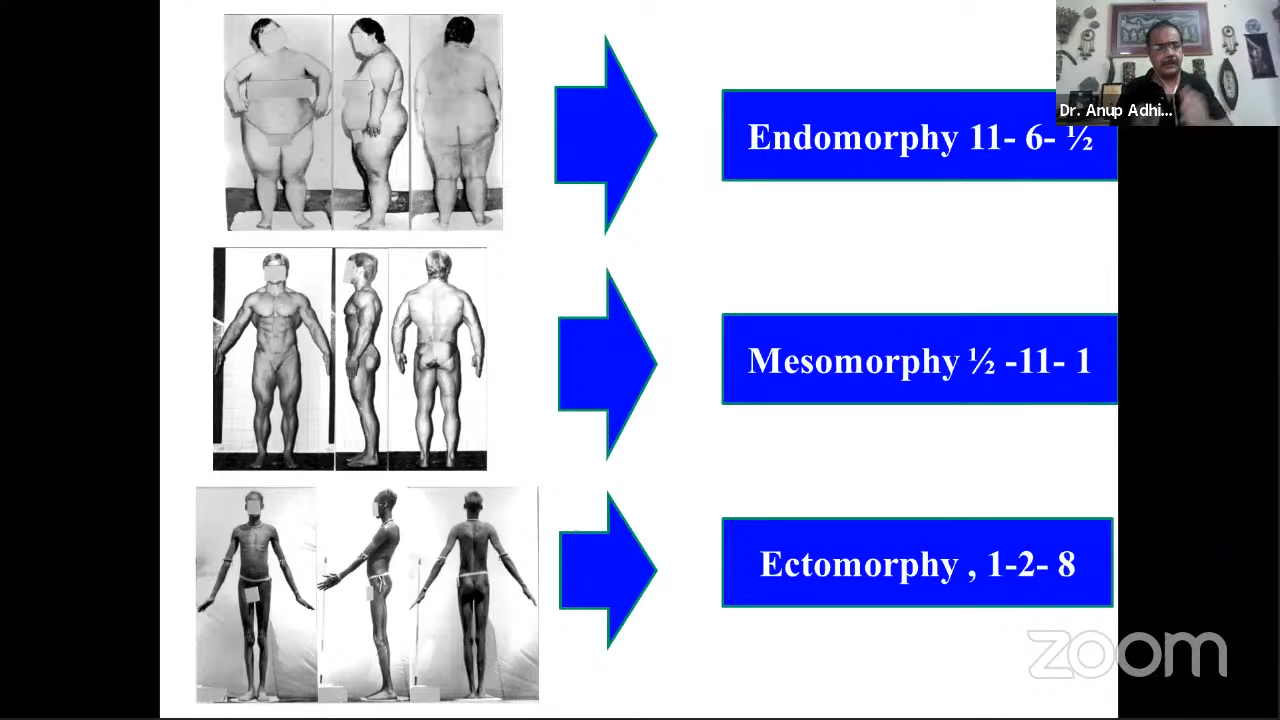 Dr. Anup Adhi...
Endomorphy 11- 6- ½
Mesomorphy ½ -11- 1
Ectomorphy , 1-2- 8
zoom